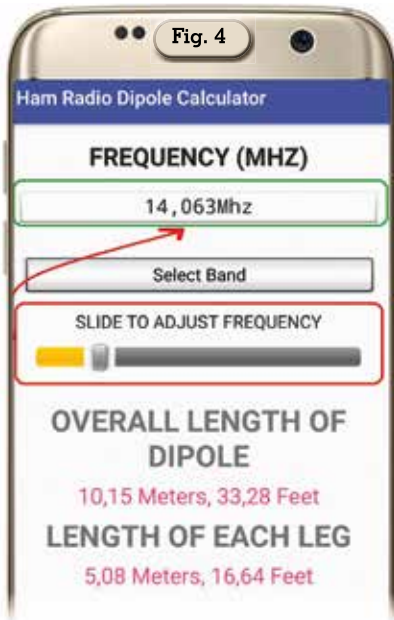 Fig. 4
Ham Radio Dipole Calculator
FREQUENCY (MHZ)
14,063Mhz
Select Band
SLIDE TO ADJUST FREQUENCY
OVERALL LENGTH OF
DIPOLE
10,15 Meters, 33,28 Feet
LENGTH OF EACH LEG
5,08 Meters, 16,64 Feet